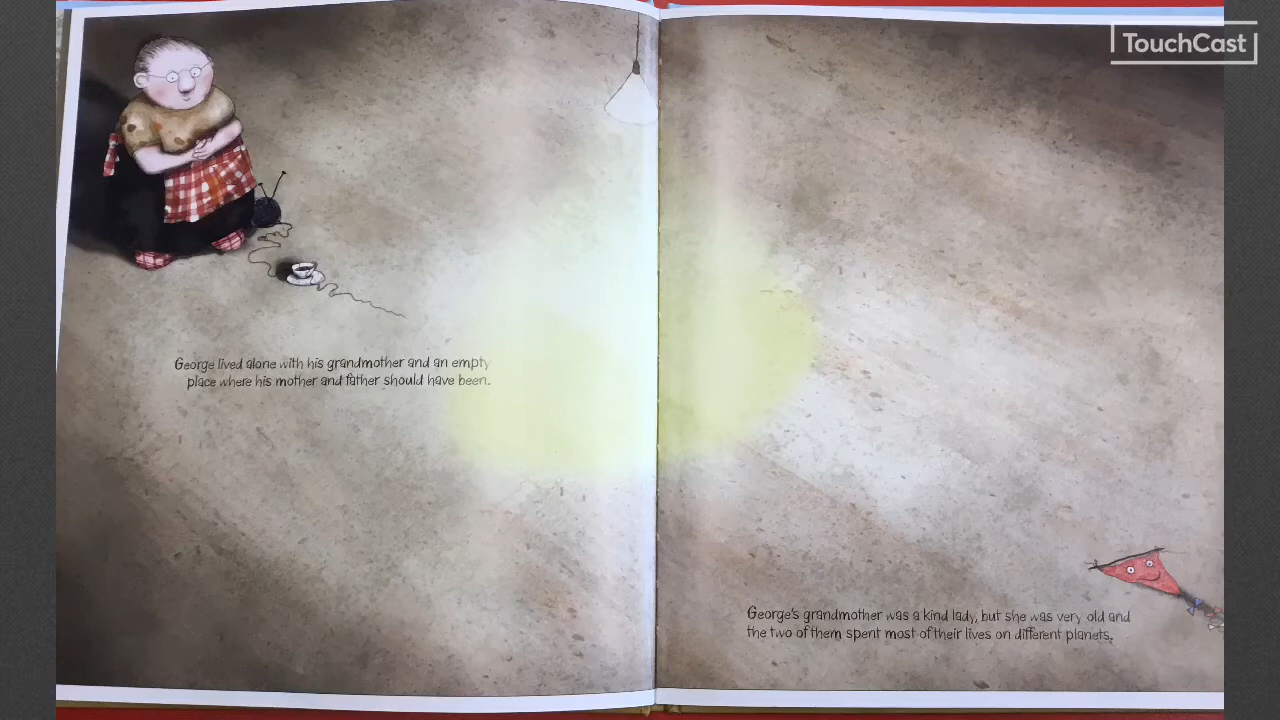 TouchCast
George lived alone with his grandmother and an empty
place where his mother and father should have been.
George's grandmother was a kind lady, but she was very old and
the two of them spent most of their lives on different planets.